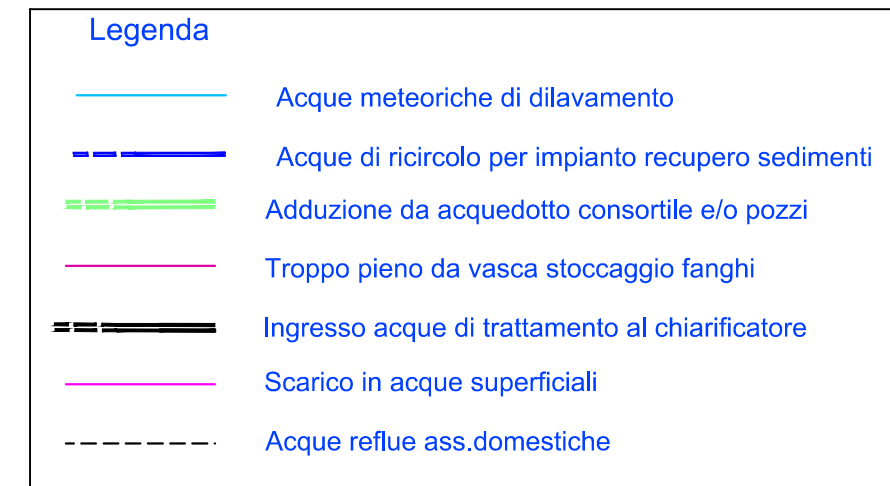 Legenda
Acque meteoriche di dilavamento
Acque di ricircolo per impianto recupero sedimenti
Adduzione da acquedotto consortile e/o pozzi
Troppo pieno da vasca stoccaggio fanghi
Ingresso acque di trattamento al chiarificatore
Scarico in acque superficiali
Acque reflue ass.domestiche